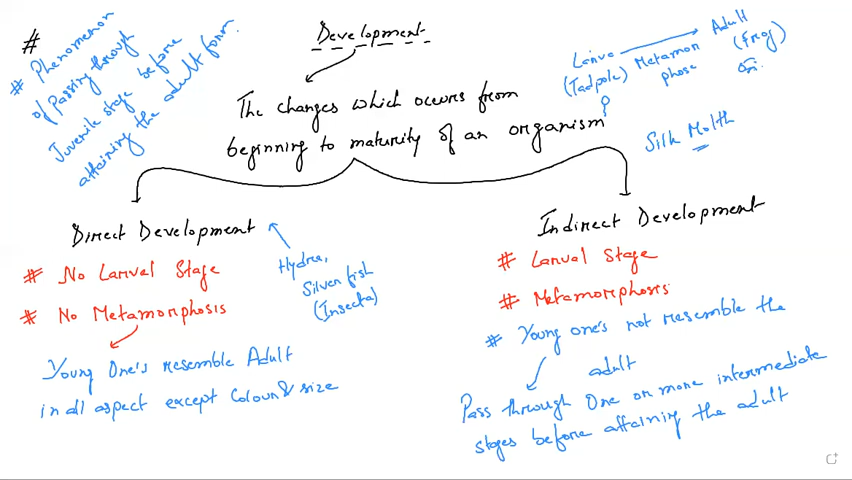 Development
#
# Phenomenon
of Passing through
Juvenile stage before
attaining the adult form.
Larva
Adult
(Tadpole)
Metamor
phose
(Frog)
The changes which occurs from
beginning to maturity of an organism
Silk Molth
Direct Development
# No Larval Stage
# No Metamorphosis
Young One's resemble Adult
in all aspect except Colour & size
Hydra,
Silver fish
(Insecta)
Indirect Development
# Larval Stage
# Metamorphosis
# Young one's not resemble the
adult
Pass through One or more intermediate
stages before attaining the adult